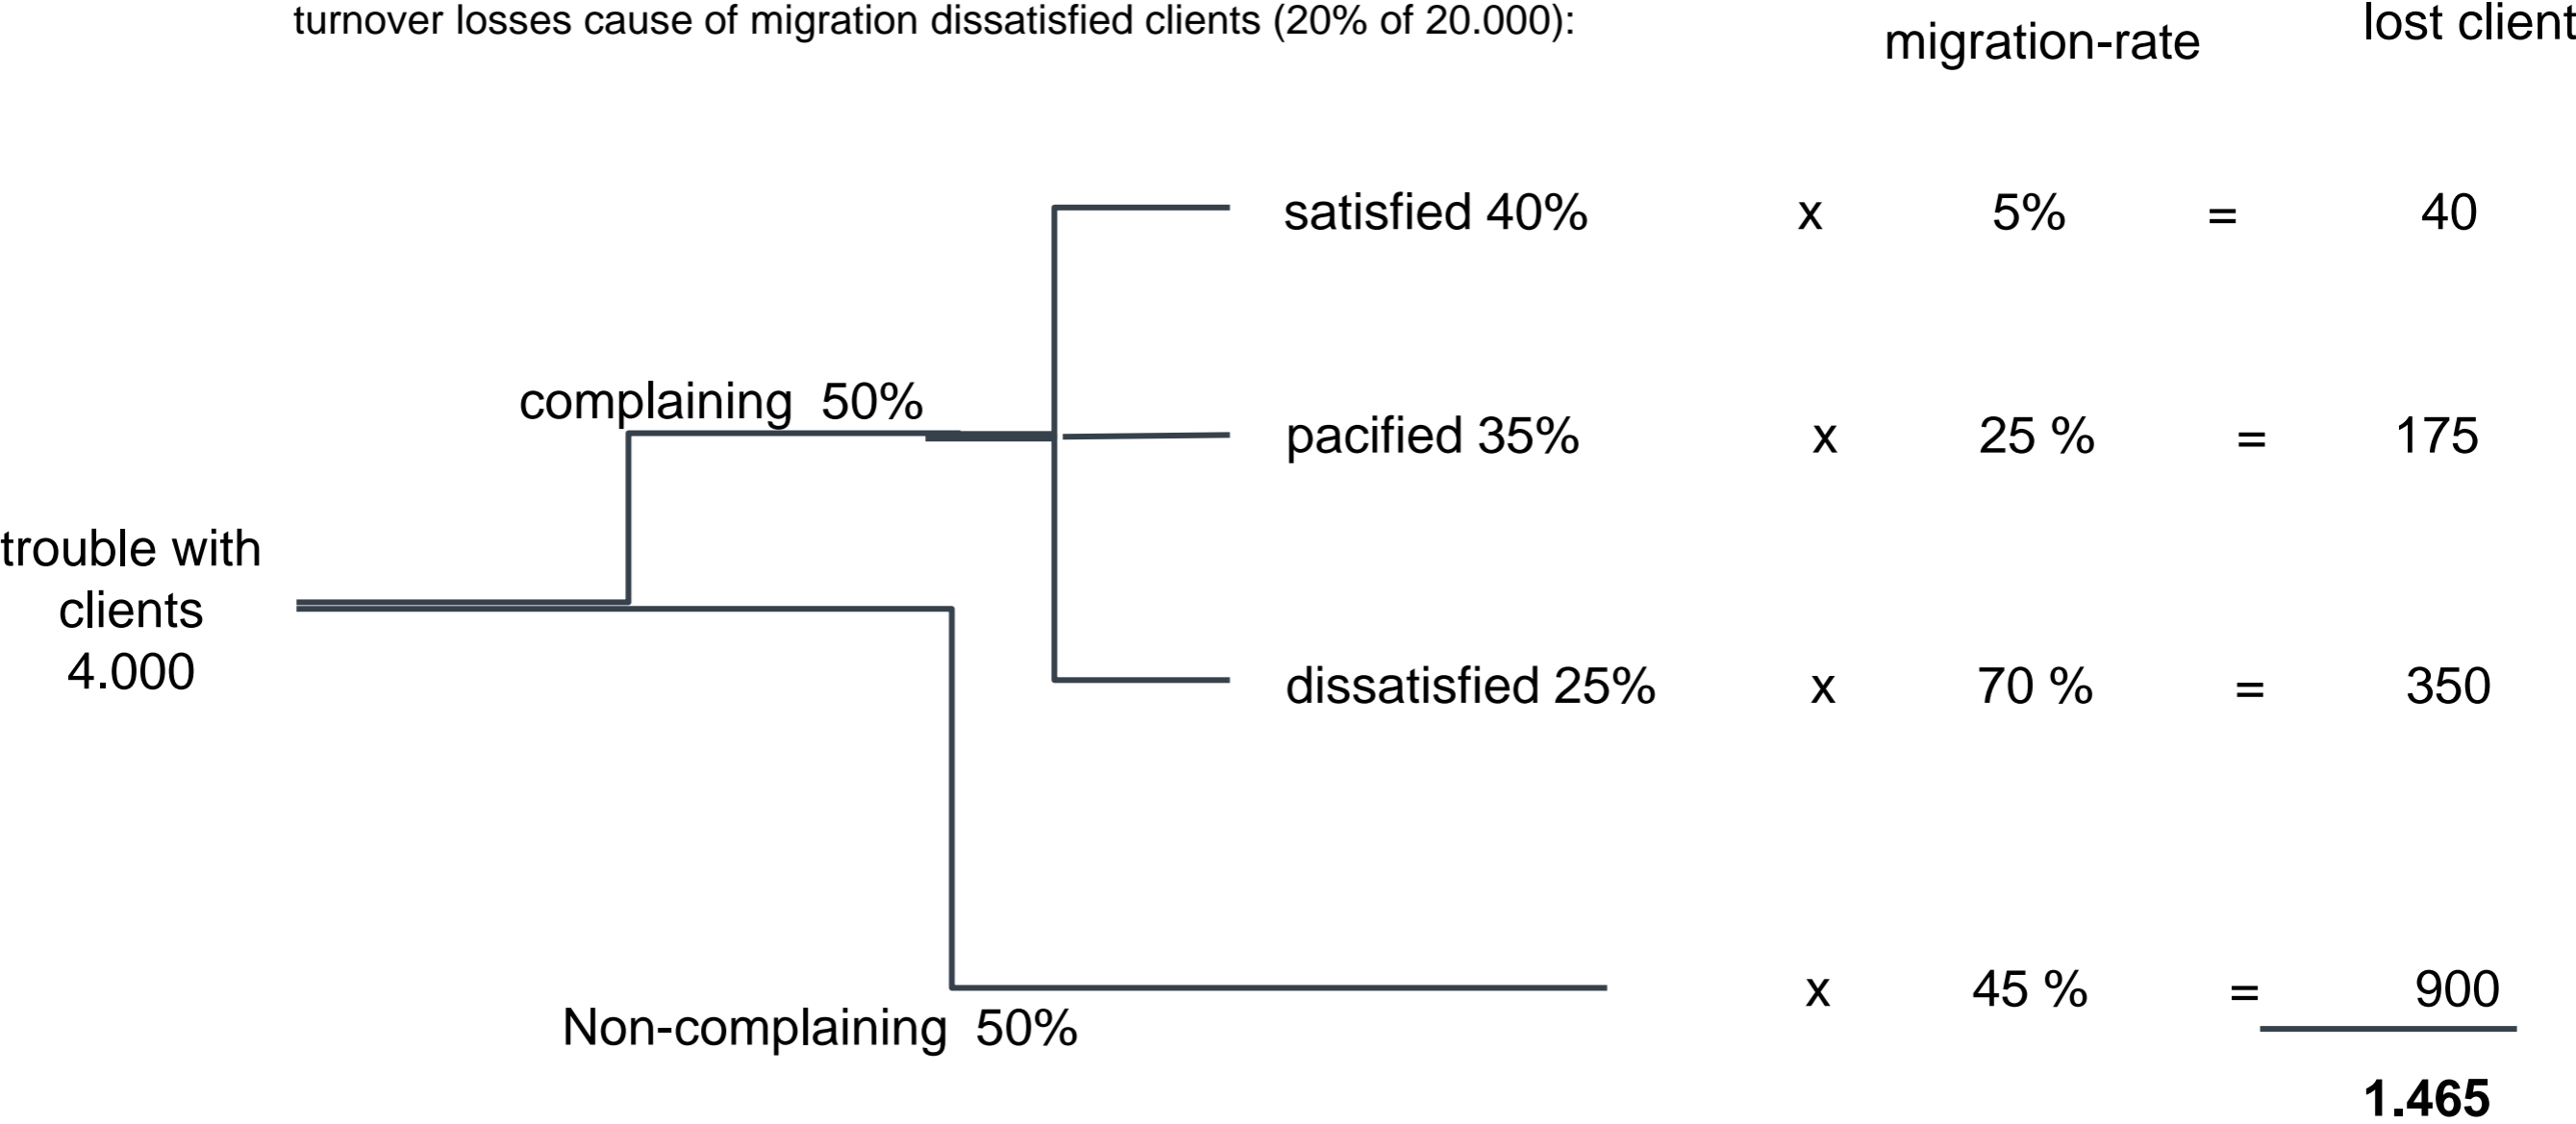 turnover losses cause of migration dissatisfied clients (20% of 20.000):
migration-rate
lost client
satisfied 40% x 5% = 40
complaining 50%
pacified 35% x 25 % = 175
trouble with
clients
4.000
dissatisfied 25% x 70 % = 350
x 45 % = 900
Non-complaining 50%
1.465